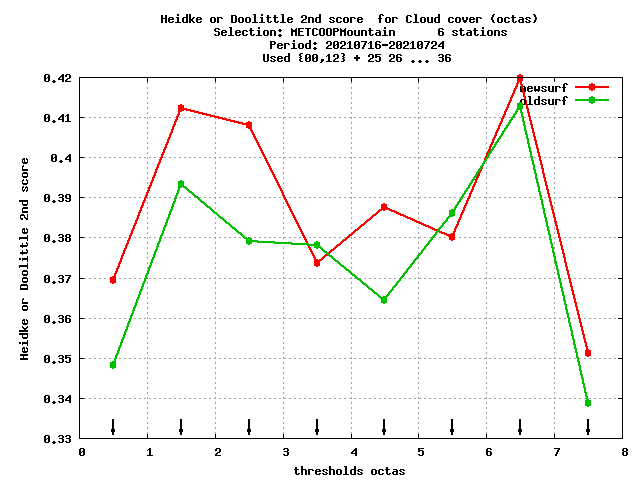 Heidke or Doolittle 2nd score  for Cloud cover (octas)
Selection: METCOOPMountain      6 stations
Period: 20210716-20210724
Used {00,12} + 25 26 ... 36
newsurf
oldsurf
Heidke or Doolittle 2nd score
0.42
0.41
0.4
0.39
0.38
0.37
0.36
0.35
0.34
0.33
0 1 2 3 4 5 6 7 8
thresholds octas